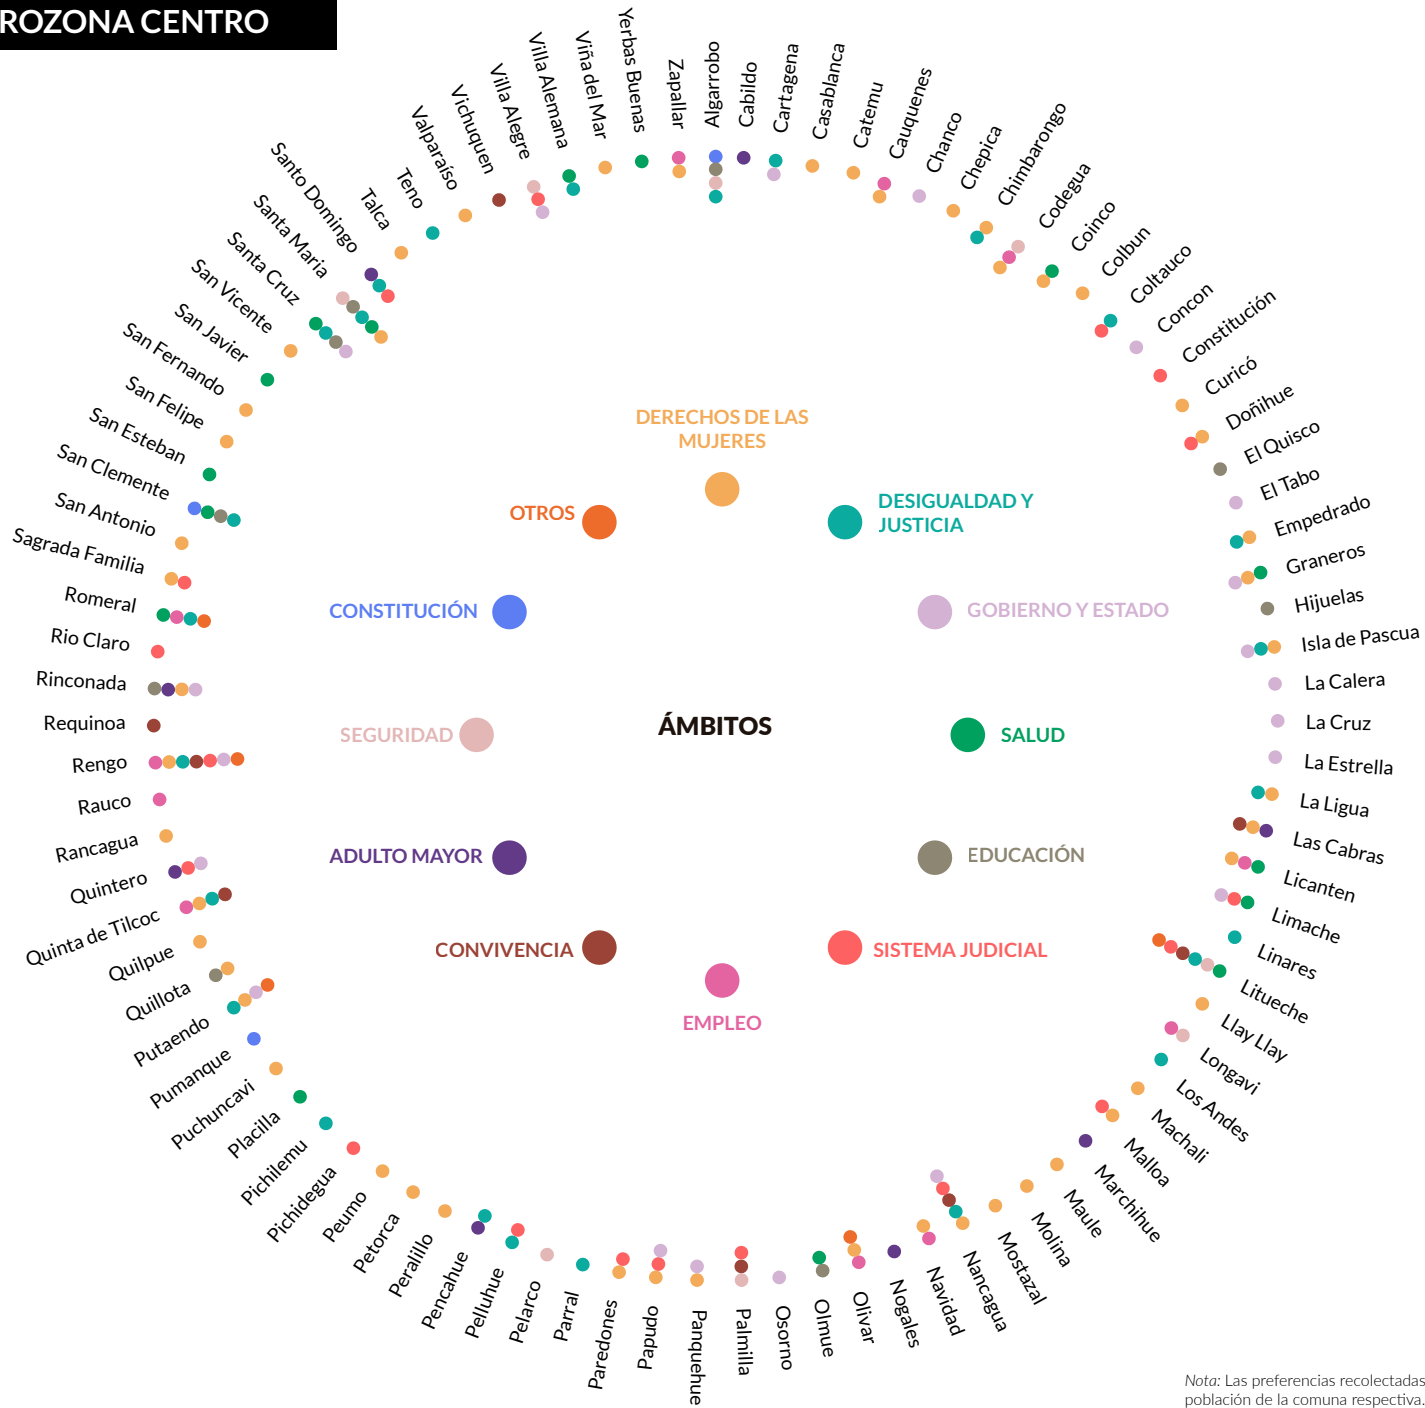 ROZONA CENTRO
Algarrobo
Cabildo
Cartagena
Casablanca
Catemu
Cauquenes
Chanco
Chepica
Chimbarongo
Codegua
Coinco
Colbun
Coltauco
Concon
Constitución
Curicó
Doñihue
El Quisco
El Tabo
Empedrado
Graneros
Hijuelas
Isla de Pascua
La Calera
La Cruz
La Estrella
La Ligua
Las Cabras
Licanten
Limache
Linares
Litueche
Llay Llay
Longavi
Los Andes
Machali
Malloa
Marchihue
Maule
Molina
Mostazal
Nancagua
Navidad
Nogales
Olivar
Olmue
Osorno
Palmilla
Panquehue
Papudo
Paredones
Parral
Pelarco
Pelluhue
Pencahue
Peralillo
Petorca
Peumo
Pichidegua
Pichilemu
Placilla
Puchuncavi
Pumanque
Putaendo
Quillota
Quilpue
Quinta de Tilcoc
Quintero
Rancagua
Rauco
Rengo
Requinoa
Rinconada
Rio Claro
Romeral
Sagrada Familia
San Antonio
San Clemente
San Esteban
San Felipe
San Fernando
San Javier
San Vicente
Santa Cruz
Santa Maria
Santo Domingo
Talca
Teno
Valparaíso
Vichuquen
Villa Alegre
Villa Alemana
Viña del Mar
Yerbas Buenas
Zapallar
DERECHOS DE LAS
MUJERES
DESIGUALDAD Y
JUSTICIA
GOBIERNO Y ESTADO
SALUD
EDUCACIÓN
SISTEMA JUDICIAL
EMPLEO
CONVIVENCIA
ADULTO MAYOR
SEGURIDAD
CONSTITUCIÓN
OTROS
ÁMBITOS
Nota: Las preferencias recolectadas
población de la comuna respectiva.